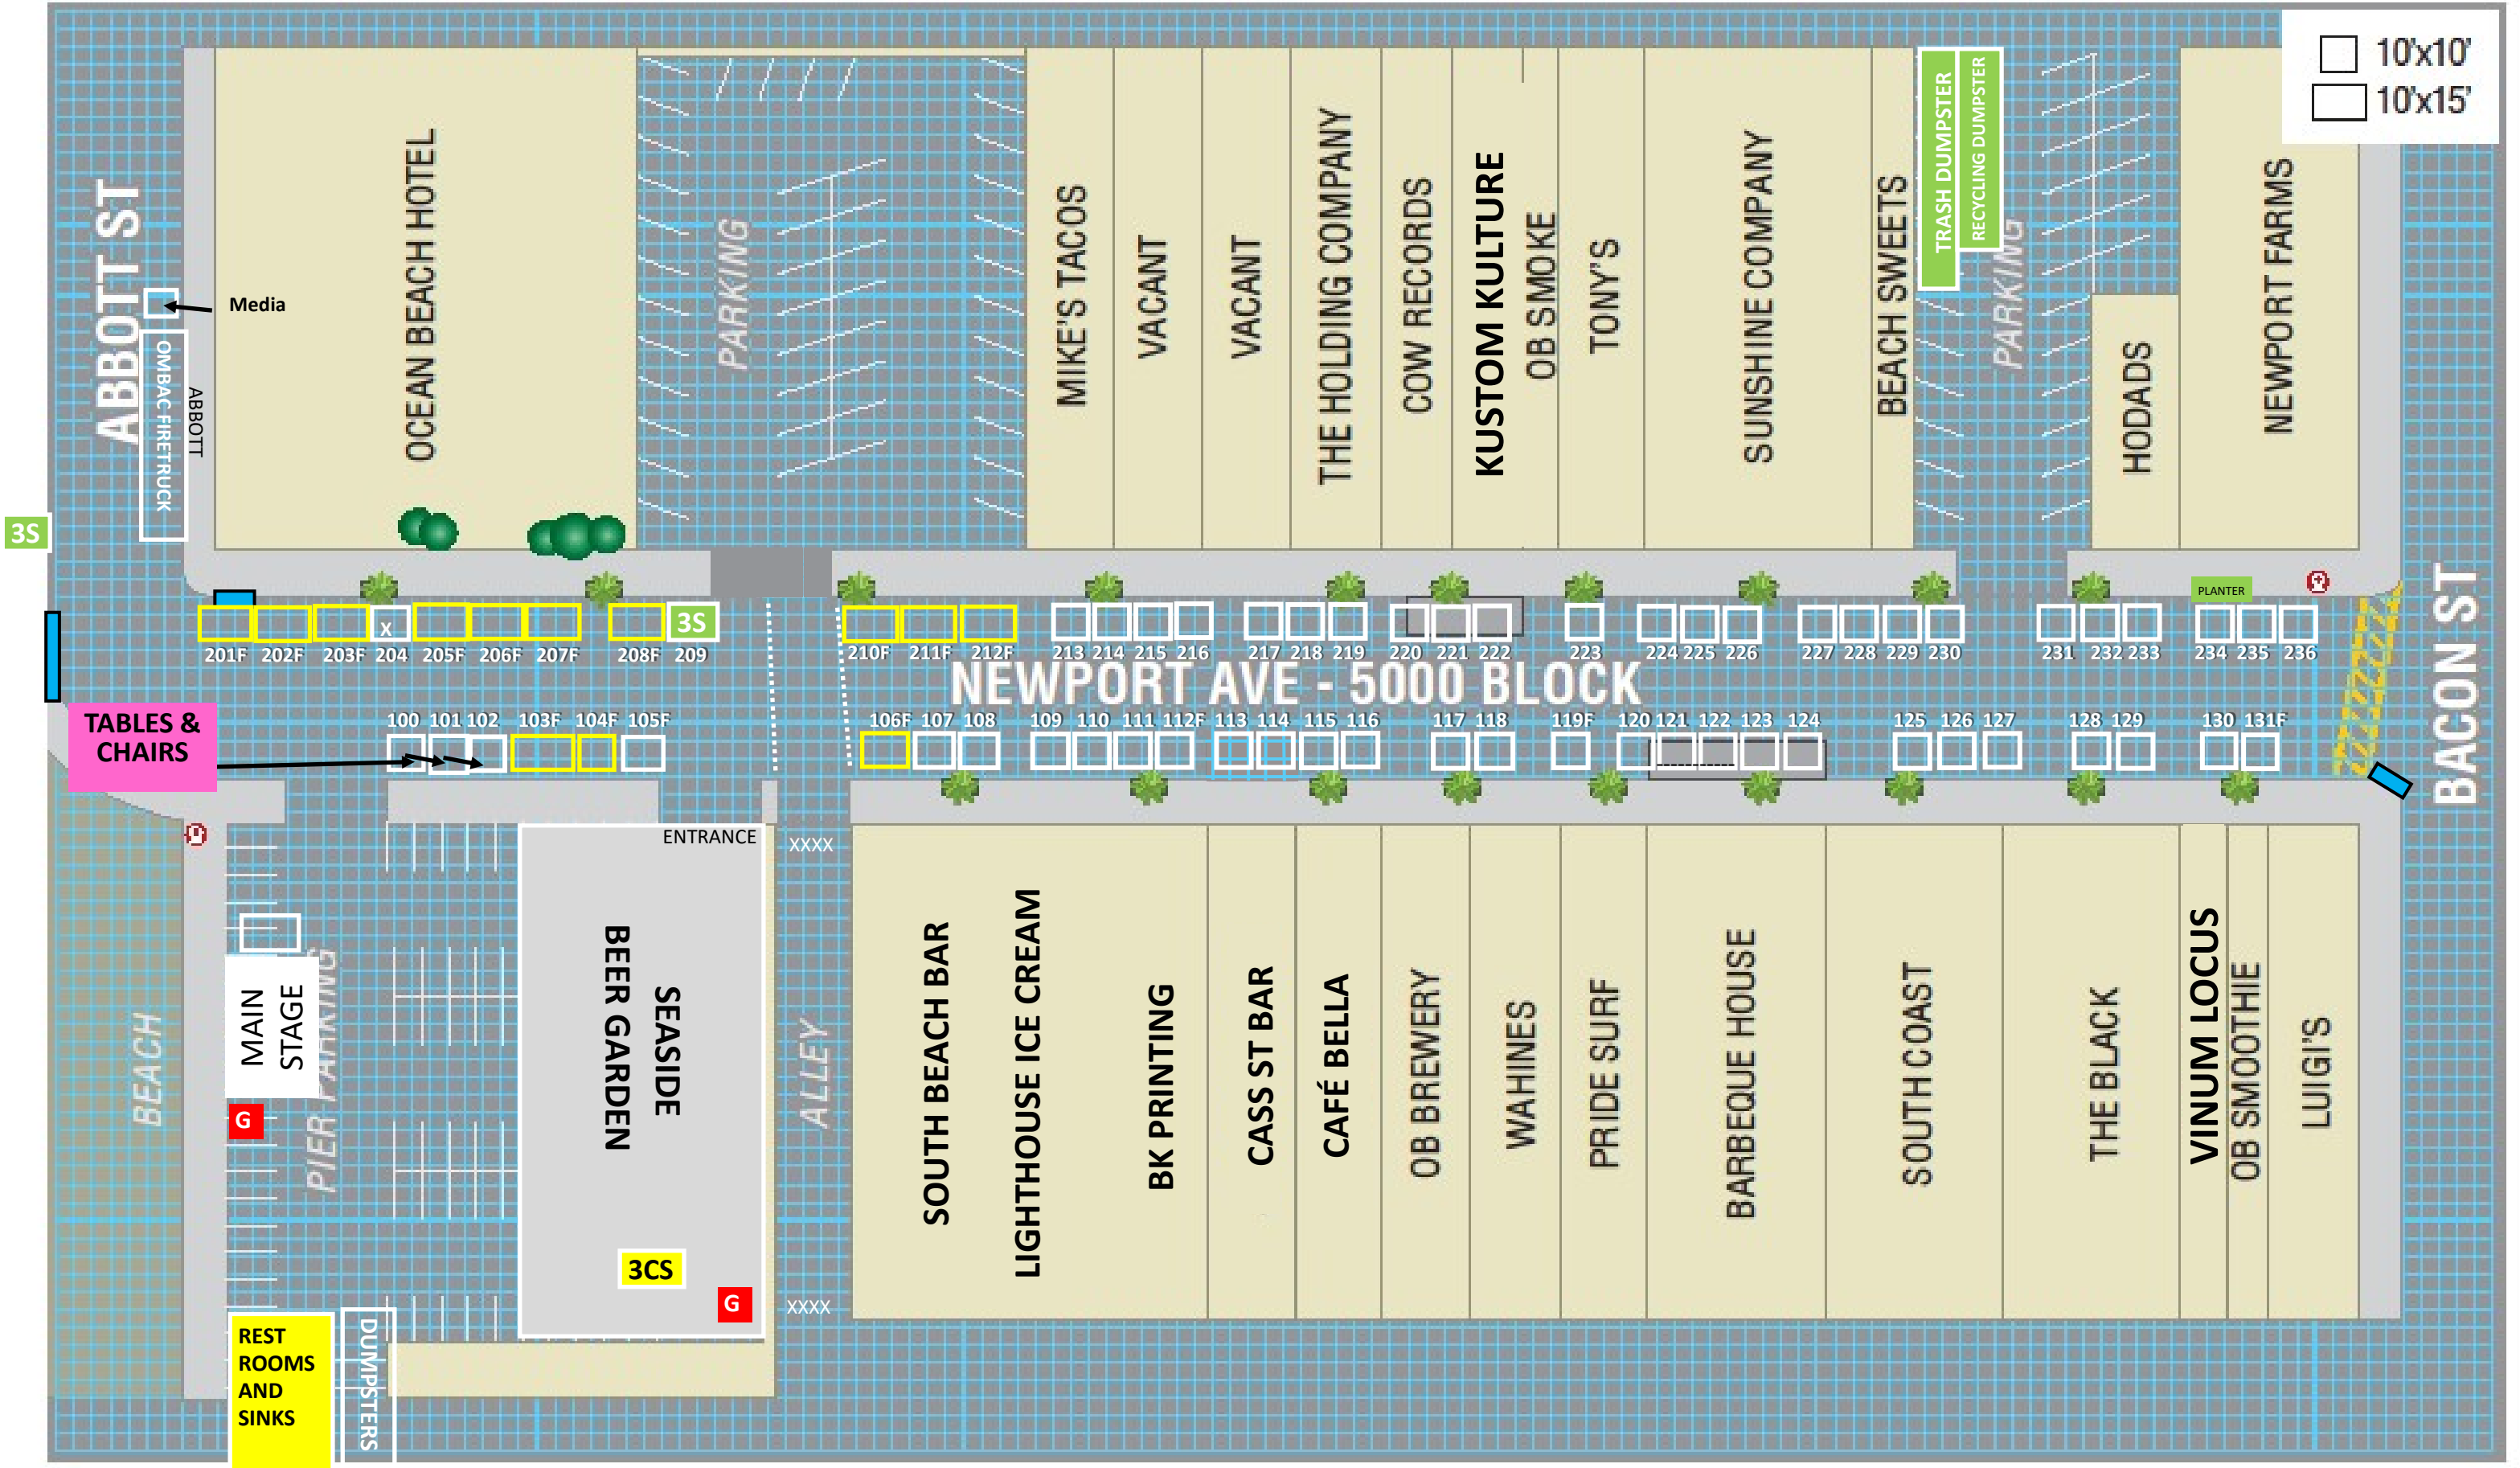 10'x10'
10'x15'
ABBOTT ST
OCEAN BEACH HOTEL
PARKING
MIKE'S TACOS
VACANT
VACANT
THE HOLDING COMPANY
COW RECORDS
KUSTOM KULTURE
OB SMOKE
TONY'S
SUNSHINE COMPANY
BEACH SWEETS
TRASH DUMPSTER
RECYCLING DUMPSTER
PARKING
HODADS
NEWPORT FARMS
Media
OMBAC FIRETRUCK
ABBOTT
3S
PLANTER
X
3S
201F 202F 203F 204 205F 206F 207F 208F 209 210F 211F 212F 213 214 215 216 217 218 219 220 221 222 223 224 225 226 227 228 229 230 231 232 233 234 235 236
NEWPORT AVE - 5000 BLOCK
BACON ST
TABLES &
CHAIRS
100 101 102 103F 104F 105F 106F 107 108 109 110 111 112F 113 114 115 116 117 118 119F 120 121 122 123 124 125 126 127 128 129 130 131F
ENTRANCE
XXXX
BEACH
MAIN
STAGE
G
PIER PARKING
SEASIDE
BEER GARDEN
3CS
G
ALLEY
XXXX
SOUTH BEACH BAR
LIGHTHOUSE ICE CREAM
BK PRINTING
CASS ST BAR
CAFÉ BELLA
OB BREWERY
WAHINES
PRIDE SURF
BARBEQUE HOUSE
SOUTH COAST
THE BLACK
VINUM LOCUS
OB SMOOTHIE
LUIGI'S
REST
ROOMS
AND
SINKS
DUMPSTERS